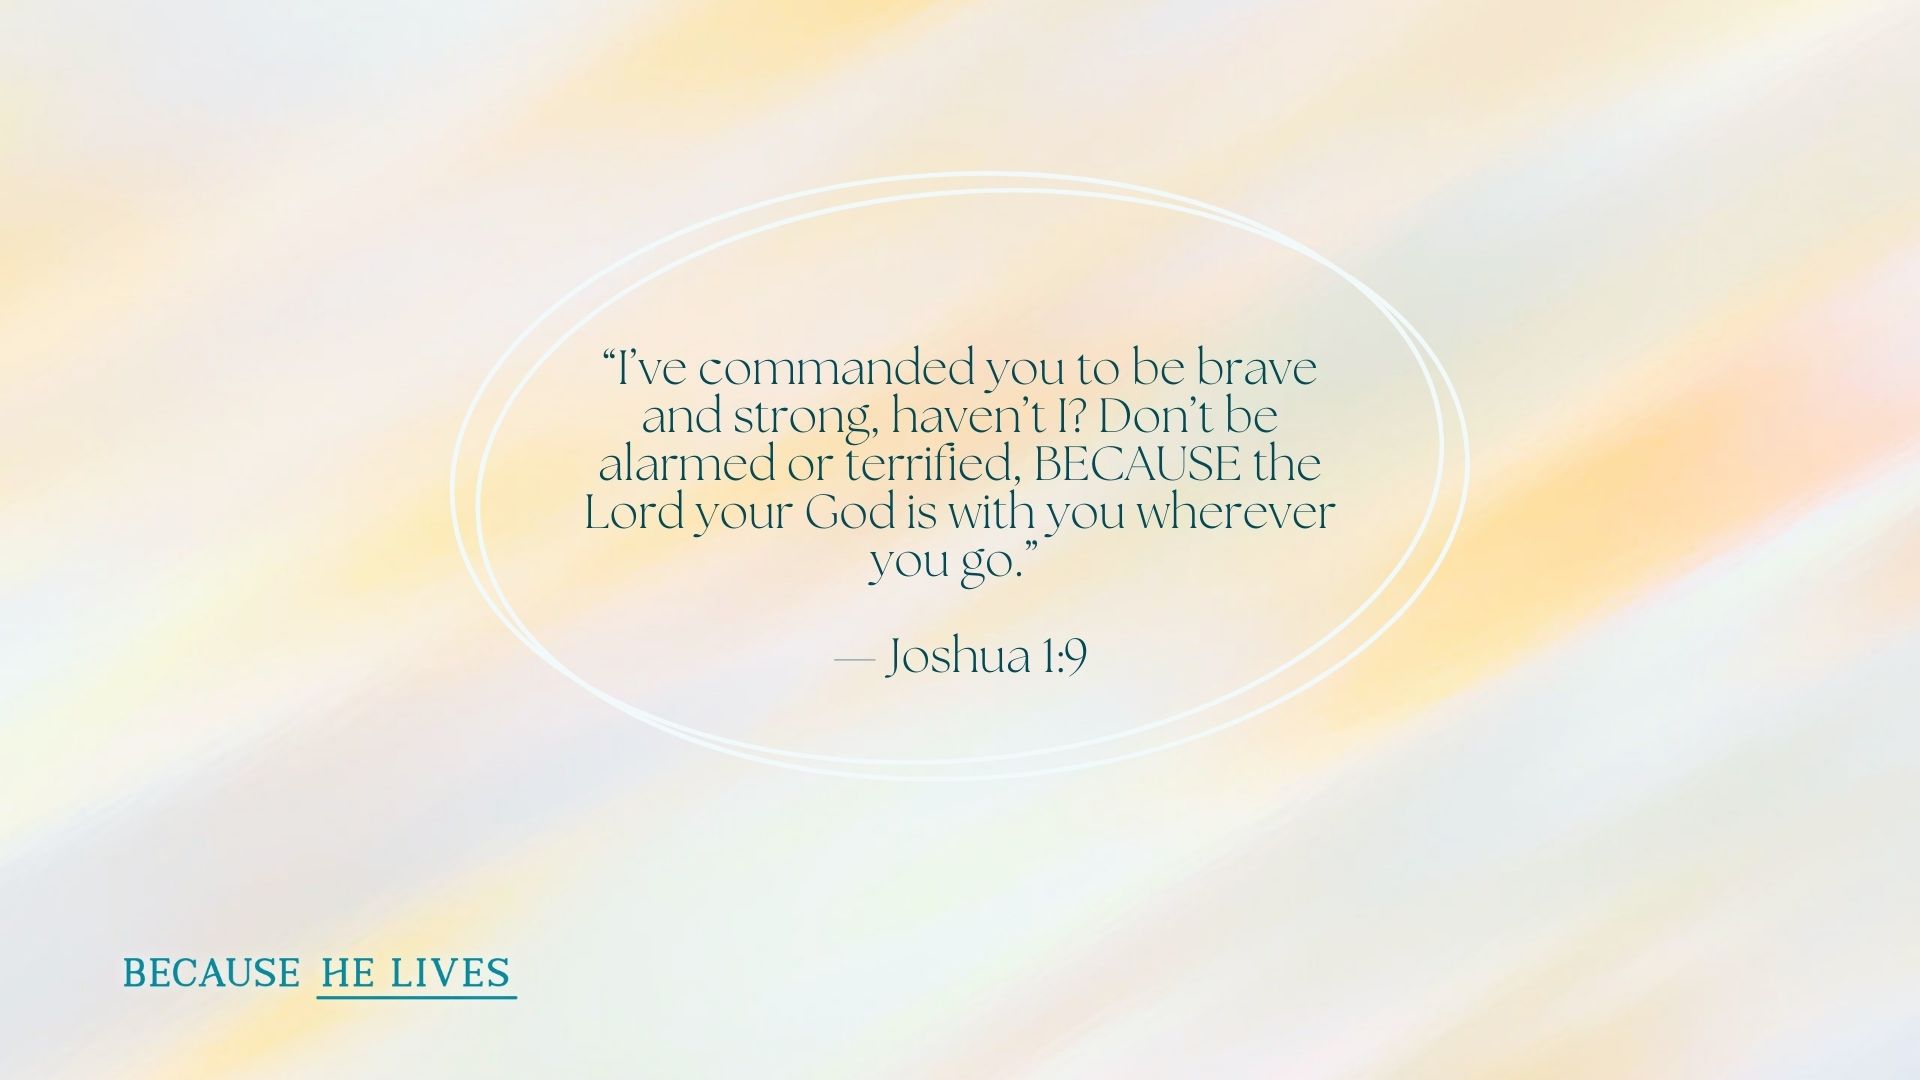 “I’ve commanded you to be brave
and strong, haven’t I? Don’t be
alarmed or terrified, BECAUSE the
Lord your God is with you wherever
you go.”
— Joshua 1:9
BECAUSE HE LIVES